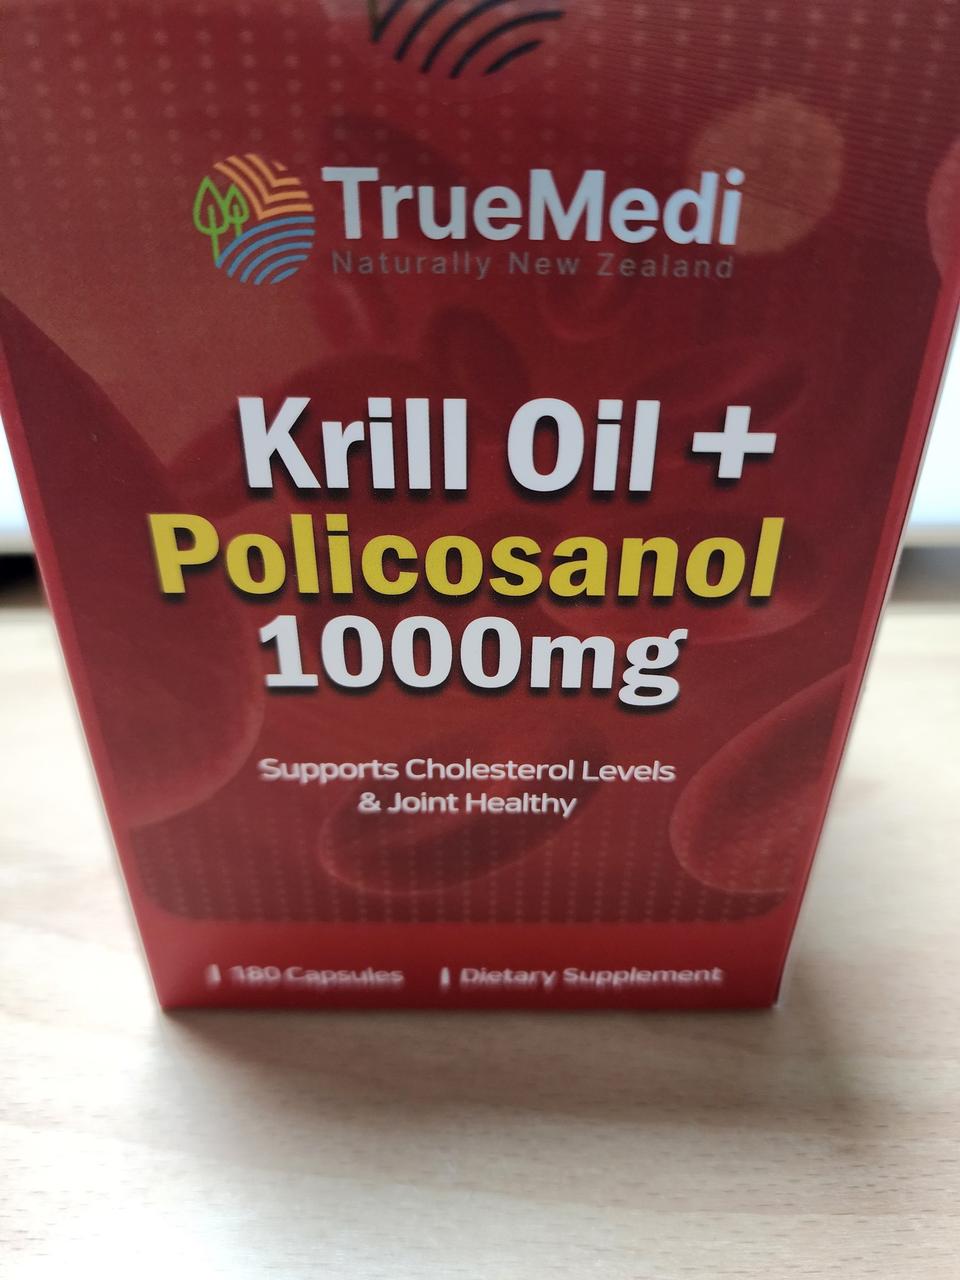 TrueMedi
Naturally New Zealand
Krill Oil +
Policosanol
1000mg
Supports Cholesterol Levels
& Joint Healthy
| 180 Capsules | Dietary Supplement